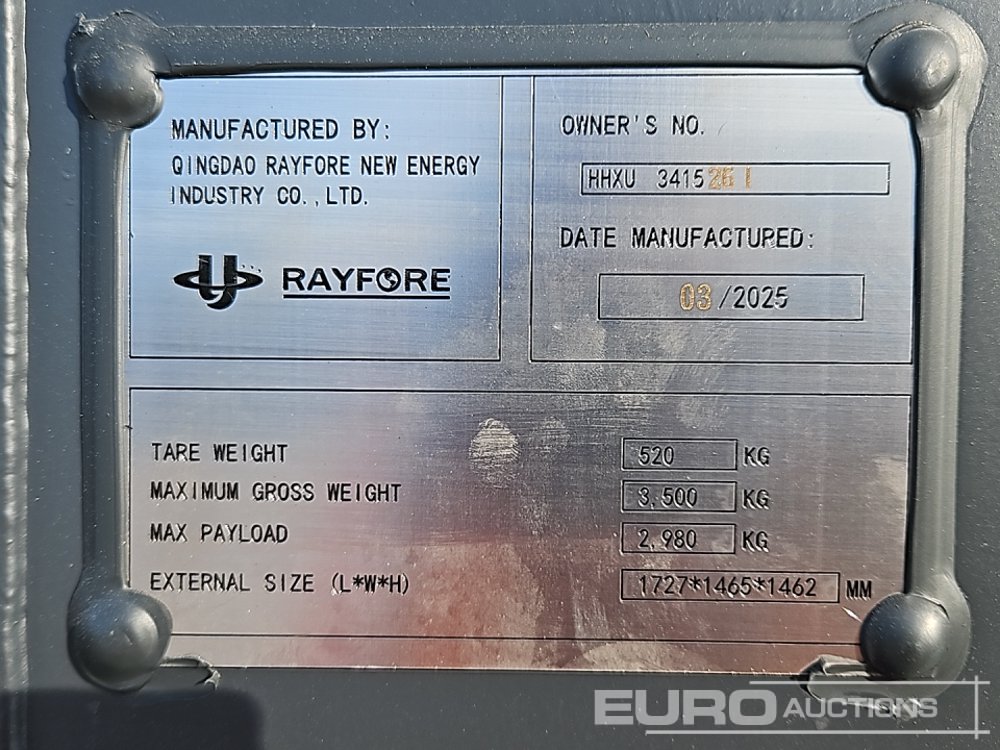 MANUFACTURED BY:
QINGDAO RAYFORE NEW ENERGY
INDUSTRY CO.,LTD.
RAYFORE
OWNER'S NO.
HHXU 341526 1
DATE MANUFACTURED:
03/2025
TARE WEIGHT 520 KG
MAXIMUM GROSS WEIGHT 3,500 KG
MAX PAYLOAD 2,980 KG
EXTERNAL SIZE (L*W*H) 1727*1465*1462 MM
EURO AUCTIONS